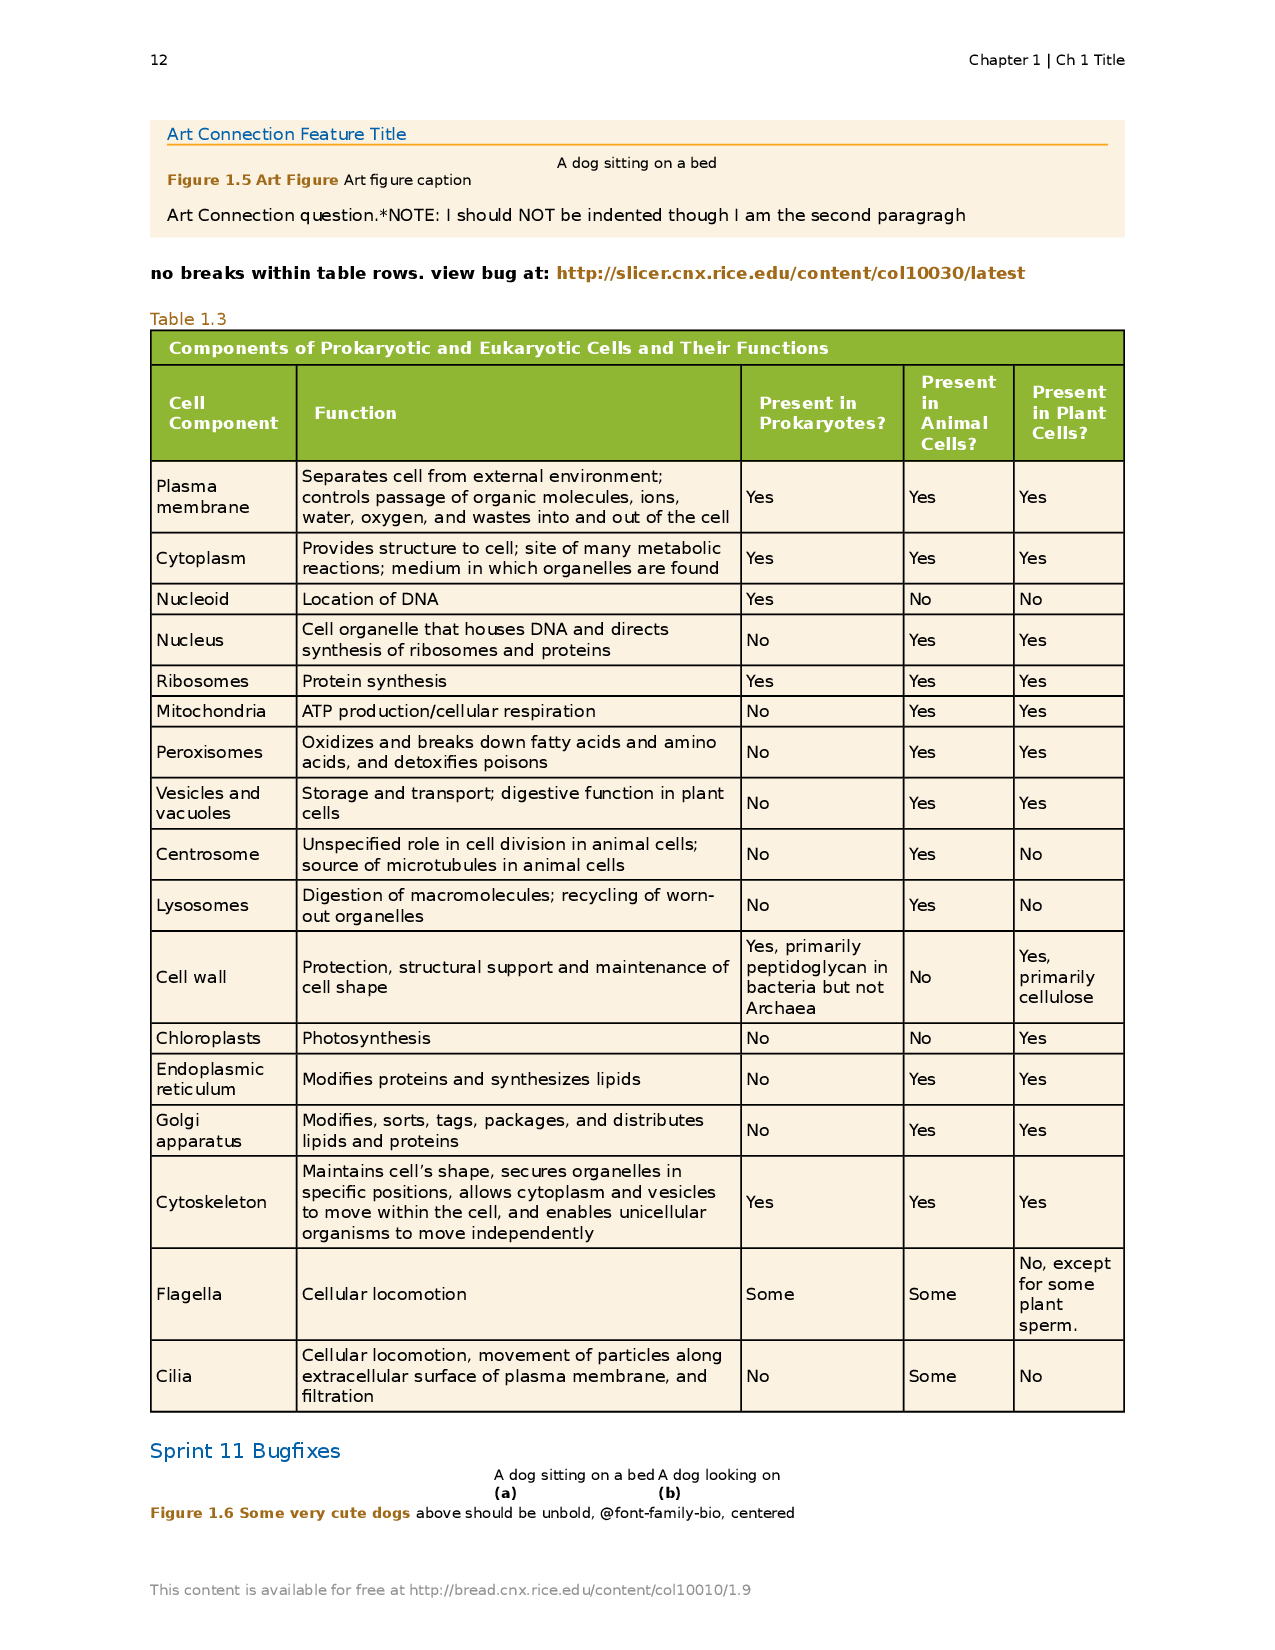 12
Chapter 1 | Ch 1 Title
Art Connection Feature Title
A dog sitting on a bed
Figure 1.5 Art Figure Art figure caption
Art Connection question.*NOTE: I should NOT be indented though I am the second paragragh
no breaks within table rows. view bug at: http://slicer.cnx.rice.edu/content/col10030/latest
Table 1.3
Components of Prokaryotic and Eukaryotic Cells and Their Functions
Cell
Component
Function
Present in
Prokaryotes?
Present
in
Animal
Cells?
Present
in Plant
Cells?
Plasma
membrane
Separates cell from external environment;
controls passage of organic molecules, ions,
water, oxygen, and wastes into and out of the cell
Yes
Yes
Yes
Cytoplasm
Provides structure to cell; site of many metabolic
reactions; medium in which organelles are found
Yes
Yes
Yes
Nucleoid
Location of DNA
Yes
No
No
Nucleus
Cell organelle that houses DNA and directs
synthesis of ribosomes and proteins
No
Yes
Yes
Ribosomes
Protein synthesis
Yes
Yes
Yes
Mitochondria
ATP production/cellular respiration
No
Yes
Yes
Peroxisomes
Oxidizes and breaks down fatty acids and amino
acids, and detoxifies poisons
No
Yes
Yes
Vesicles and
vacuoles
Storage and transport; digestive function in plant
cells
No
Yes
Yes
Centrosome
Unspecified role in cell division in animal cells;
source of microtubules in animal cells
No
Yes
No
Lysosomes
Digestion of macromolecules; recycling of worn-
out organelles
No
Yes
No
Cell wall
Protection, structural support and maintenance of
cell shape
Yes, primarily
peptidoglycan in
bacteria but not
Archaea
No
Yes,
primarily
cellulose
Chloroplasts
Photosynthesis
No
No
Yes
Endoplasmic
reticulum
Modifies proteins and synthesizes lipids
No
Yes
Yes
Golgi
apparatus
Modifies, sorts, tags, packages, and distributes
lipids and proteins
No
Yes
Yes
Cytoskeleton
Maintains cell’s shape, secures organelles in
specific positions, allows cytoplasm and vesicles
to move within the cell, and enables unicellular
organisms to move independently
Yes
Yes
Yes
Flagella
Cellular locomotion
Some
Some
No, except
for some
plant
sperm.
Cilia
Cellular locomotion, movement of particles along
extracellular surface of plasma membrane, and
filtration
No
Some
No
Sprint 11 Bugfixes
A dog sitting on a bed A dog looking on
(a) (b)
Figure 1.6 Some very cute dogs above should be unbold, @font-family-bio, centered
This content is available for free at http://bread.cnx.rice.edu/content/col10010/1.9